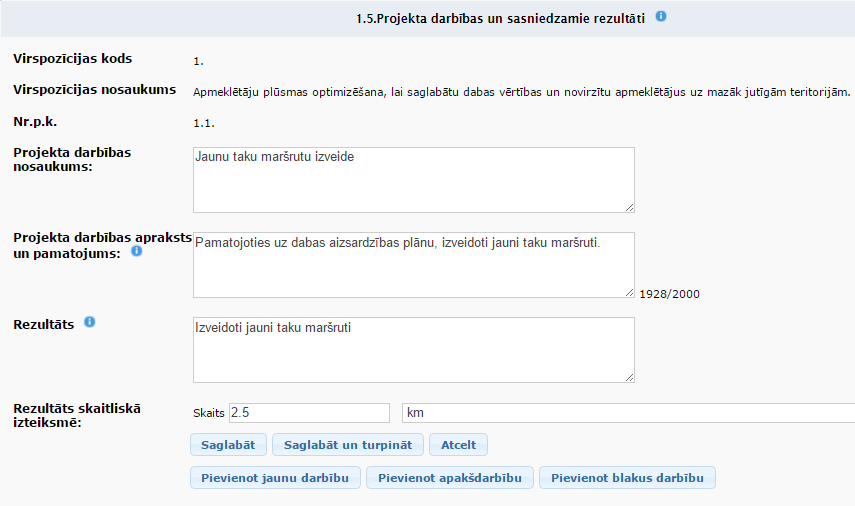 1.5.Projekta darbības un sasniedzamie rezultāti
Virspozīcijas kods
1.
Virspozīcijas nosaukums
Apmeklētāju plūsmas optimizēšana, lai saglabātu dabas vērtības un novirzītu apmeklētājus uz mazāk jutīgām teritorijām.
Nr.p.k.
1.1.
Projekta darbības
nosaukums:
Jaunu taku maršrutu izveide
Projekta darbības apraksts
un pamatojums:
Pamatojoties uz dabas aizsardzības plānu, izveidoti jauni taku maršruti.
1928/2000
Rezultāts
Izveidoti jauni taku maršruti
Rezultāts skaitliskā
izteiksmē:
Skaits 2.5 km
Saglabāt Saglabāt un turpināt Atcelt
Pievienot jaunu darbību Pievienot apakšdarbību Pievienot blakus darbību